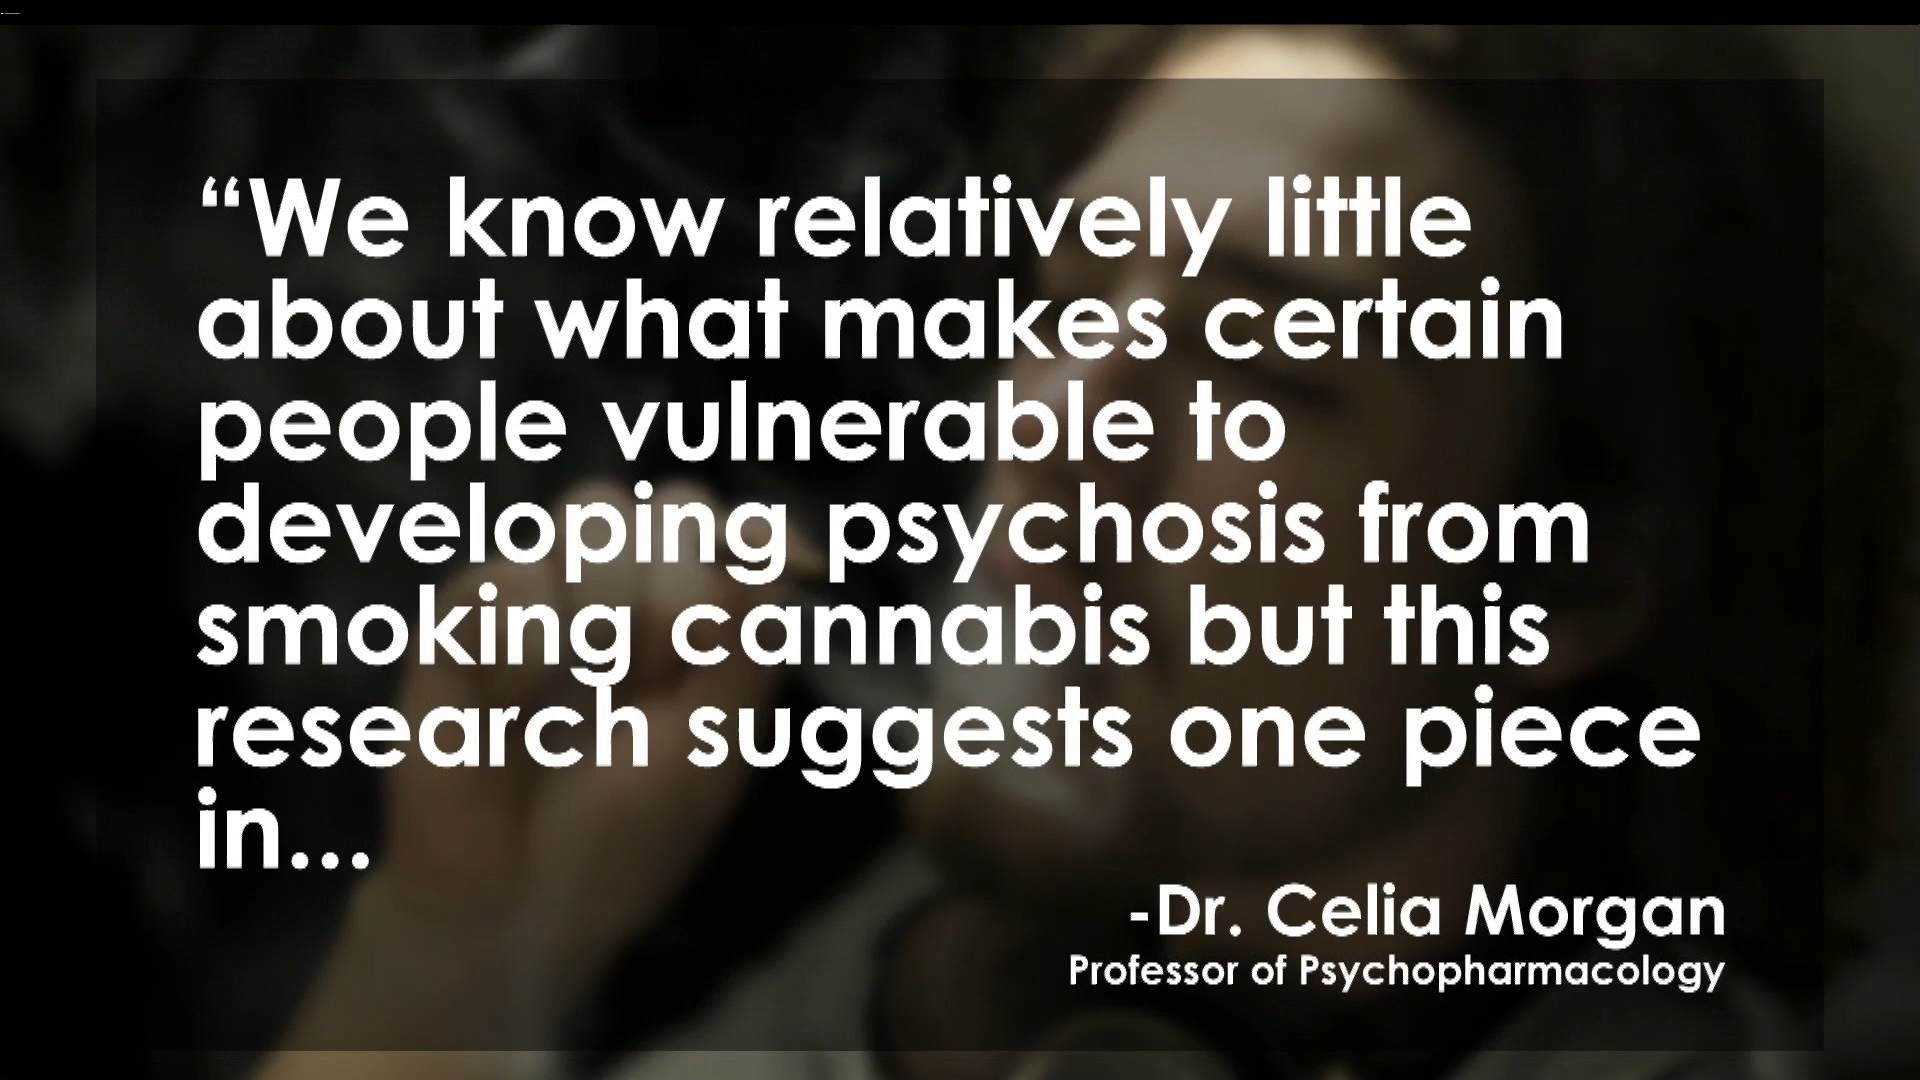 “We know relatively little
about what makes certain
people vulnerable to
developing psychosis from
smoking cannabis but this
research suggests one piece
in...
-Dr. Celia Morgan
Professor of Psychopharmacology